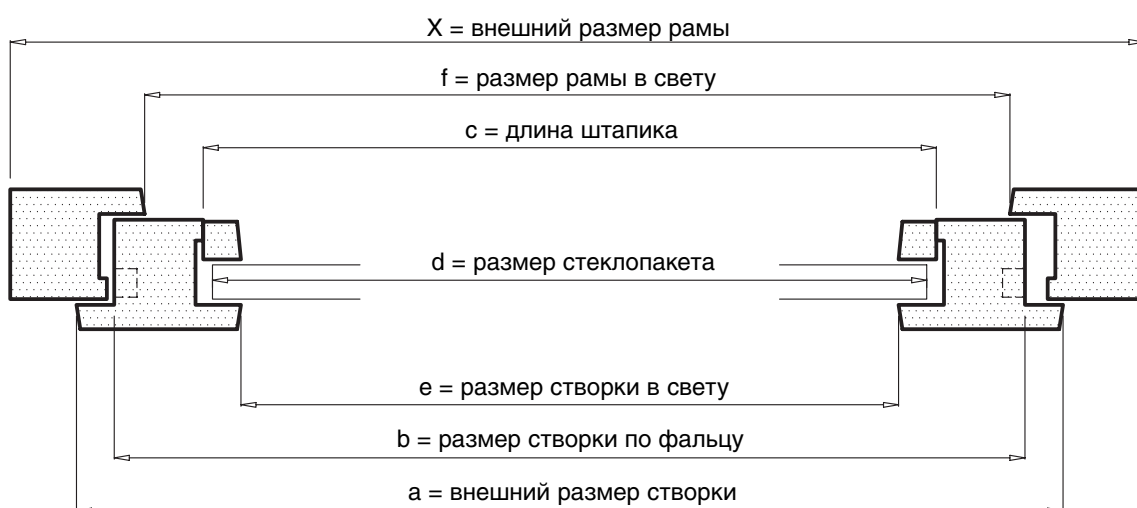 X = внешний размер рамы
f = размер рамы в свету
c = длина штапика
d = размер стеклопакета
e = размер створки в свету
b = размер створки по фальцу
a = внешний размер створки